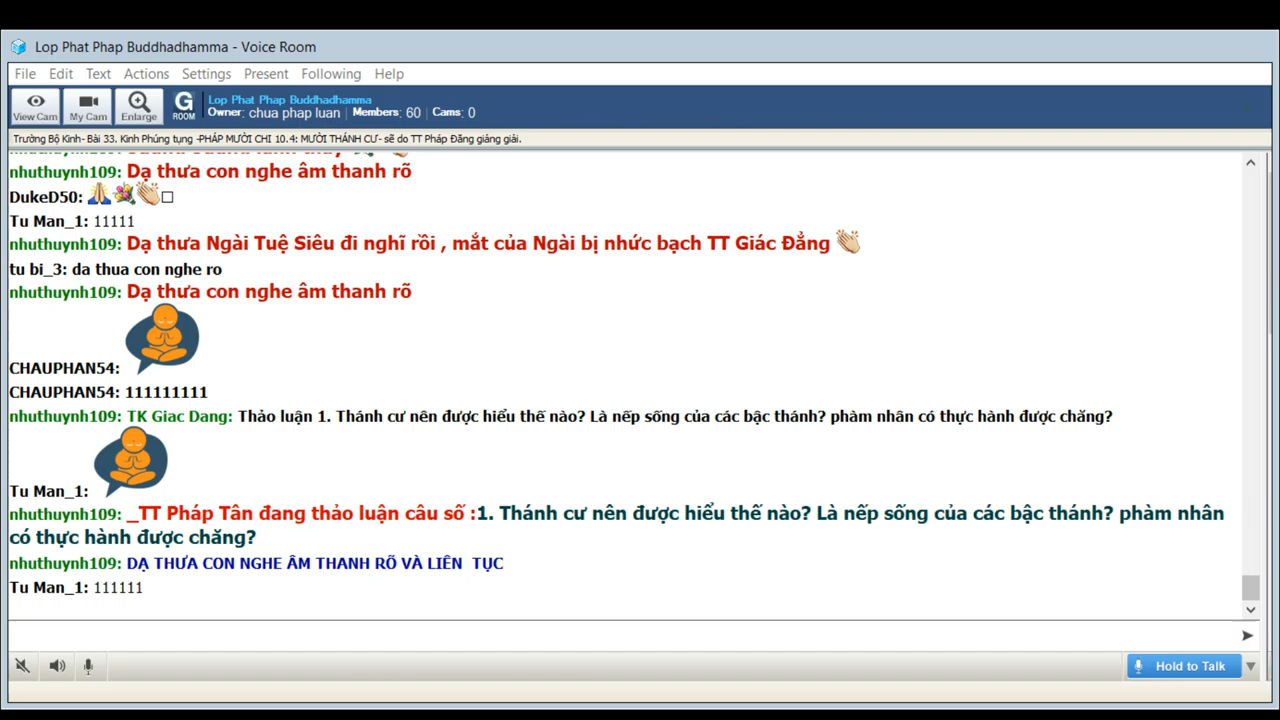 Lop Phat Phap Buddhadhamma - Voice Room
File Edit Text Actions Settings Present Following Help
View Cam My Cam Enlarge G ROOM Lop Phat Phap Buddhadhamma
Owner: chua phap luan | Members: 60 | Cams: 0
Trường Bộ Kinh- Bài 33. Kinh Phúng tụng -PHÁP MƯỜI CHI 10.4: MƯỜI THÁNH CƯ- sẽ do TT Pháp Đăng giảng giải.
nhuthuynh109: Dạ thưa con nghe âm thanh rõ
DukeD50:
Tu Man_1: 11111
nhuthuynh109: Dạ thưa Ngài Tuệ Siêu đi nghĩ rồi , mắt của Ngài bị nhức bạch TT Giác Đẳng
tu bi_3: da thua con nghe ro
nhuthuynh109: Dạ thưa con nghe âm thanh rõ
CHAUPHAN54:
CHAUPHAN54: 111111111
nhuthuynh109: TK Giac Dang: Thảo luận 1. Thánh cư nên được hiểu thế nào? Là nếp sống của các bậc thánh? phàm nhân có thực hành được chăng?
Tu Man_1:
nhuthuynh109: _TT Pháp Tân đang thảo luận câu số :1. Thánh cư nên được hiểu thế nào? Là nếp sống của các bậc thánh? phàm nhân
có thực hành được chăng?
nhuthuynh109: DẠ THƯA CON NGHE ÂM THANH RÕ VÀ LIÊN TỤC
Tu Man_1: 111111
Hold to Talk